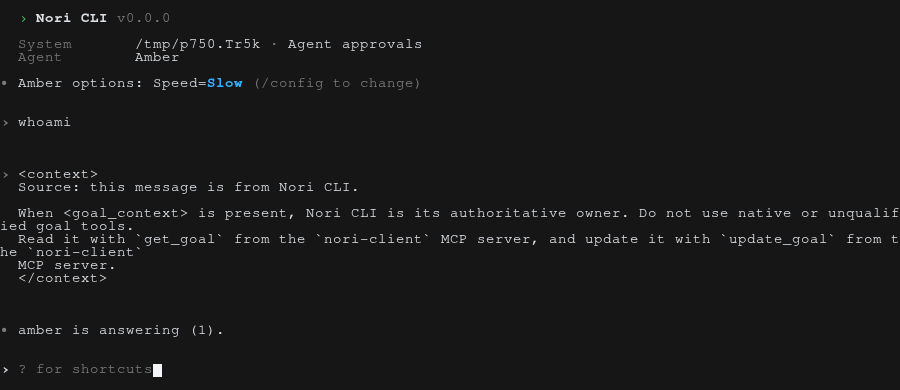 › Nori CLI v0.0.0
System /tmp/p750.Tr5k · Agent approvals
Agent Amber
• Amber options: Speed=Slow (/config to change)
› whoami
› <context>
Source: this message is from Nori CLI.
When <goal_context> is present, Nori CLI is its authoritative owner. Do not use native or unqualif
ied goal tools.
Read it with `get_goal` from the `nori-client` MCP server, and update it with `update_goal` from t
he `nori-client`
MCP server.
</context>
• amber is answering (1).
› ? for shortcuts